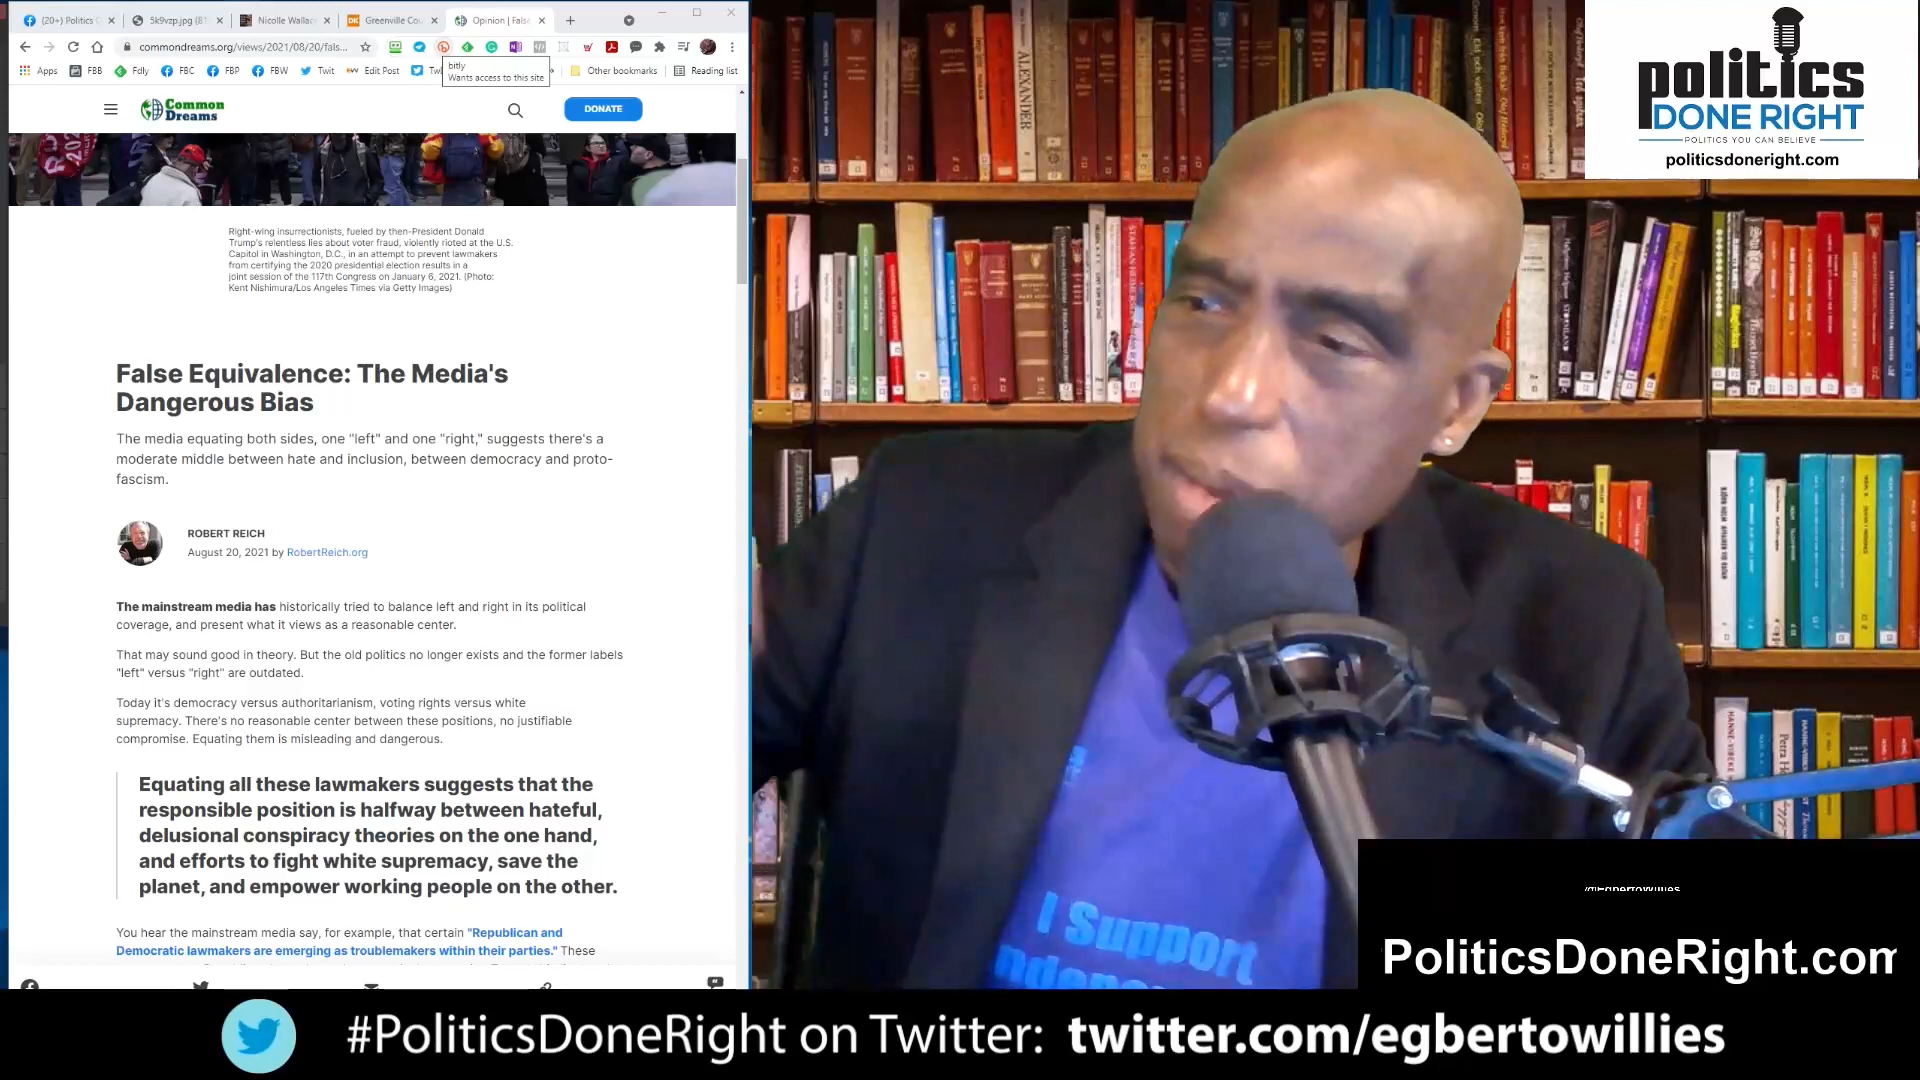 (20+) Politics
5k9vzp.jpg (81
Nicolle Wallac
Greenville Cou
Opinion | False
commondreams.org/views/2021/08/20/fals...
bitly
Wants access to this site
Apps
FBB
Fdly
FBC
FBP
FBW
Twit
Edit Post
Other bookmarks
Reading list
Common
Dreams
DONATE
Right-wing insurrectionists, fueled by then-President Donald
Trump's relentless lies about voter fraud, violently rioted at the U.S.
Capitol in Washington, D.C., in an attempt to prevent lawmakers
from certifying the 2020 presidential election results in a
joint session of the 117th Congress on January 6, 2021. (Photo:
Kent Nishimura/Los Angeles Times via Getty Images)
False Equivalence: The Media's
Dangerous Bias
The media equating both sides, one "left" and one "right," suggests there's a
moderate middle between hate and inclusion, between democracy and proto-
fascism.
ROBERT REICH
August 20, 2021 by RobertReich.org
The mainstream media has historically tried to balance left and right in its political
coverage, and present what it views as a reasonable center.
That may sound good in theory. But the old politics no longer exists and the former labels
"left" versus "right" are outdated.
Today it's democracy versus authoritarianism, voting rights versus white
supremacy. There's no reasonable center between these positions, no justifiable
compromise. Equating them is misleading and dangerous.
Equating all these lawmakers suggests that the
responsible position is halfway between hateful,
delusional conspiracy theories on the one hand,
and efforts to fight white supremacy, save the
planet, and empower working people on the other.
You hear the mainstream media say, for example, that certain "Republican and
Democratic lawmakers are emerging as troublemakers within their parties." These
ALEXANDER
politics
DONE RIGHT
POLITICS YOU CAN BELIEVE
politicsdoneright.com
I Support
PoliticsDoneRight.com
#PoliticsDoneRight on Twitter: twitter.com/egbertowillies